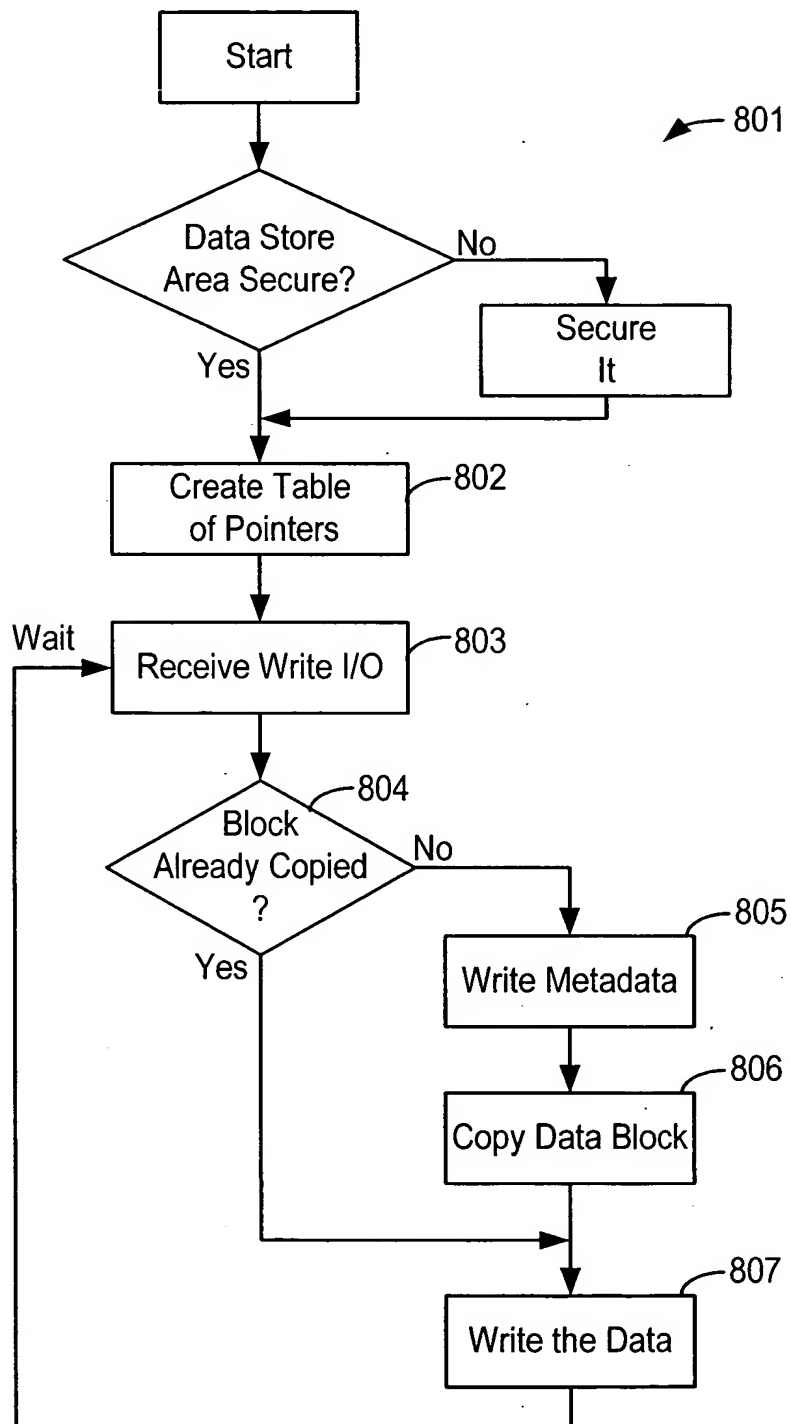 Start
801
Data Store
Area Secure?
No
Secure
It
Yes
Create Table
of Pointers
802
Wait
Receive Write I/O
803
804
Block
Already Copied
?
No
Yes
805
Write Metadata
806
Copy Data Block
807
Write the Data